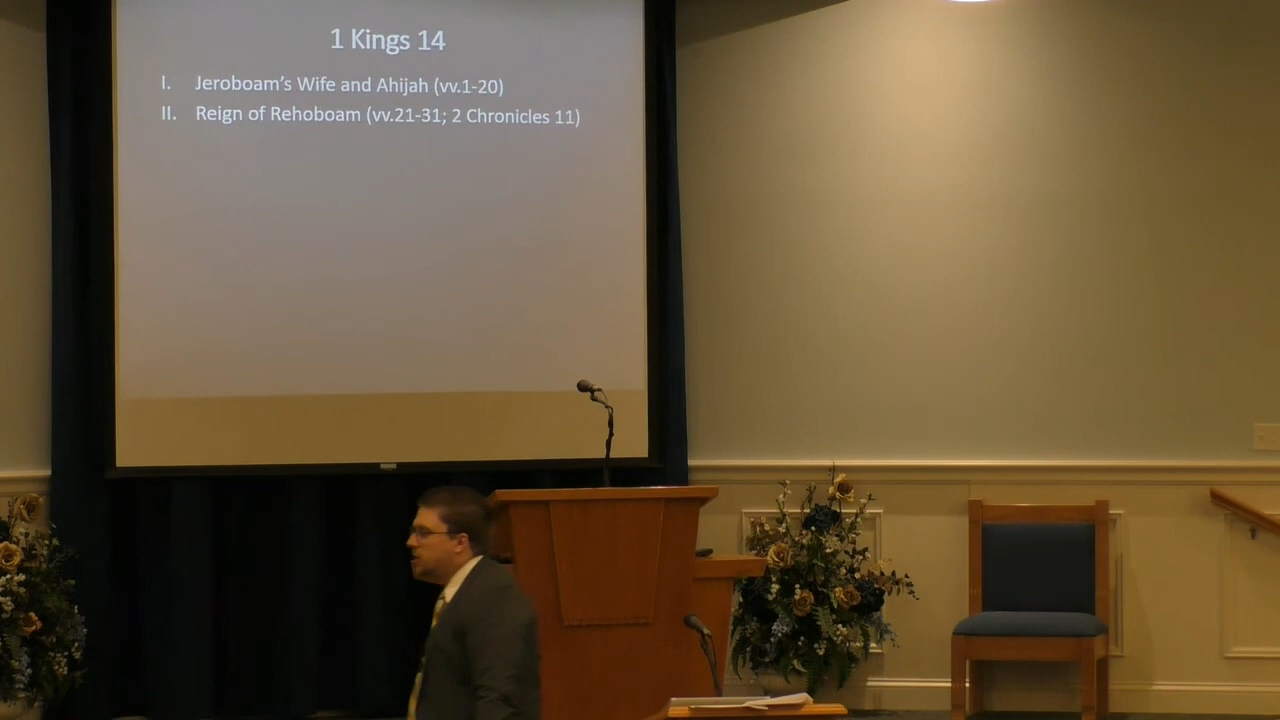 1 Kings 14
I. Jeroboam’s Wife and Ahijah (vv.1-20)
II. Reign of Rehoboam (vv.21-31; 2 Chronicles 11)